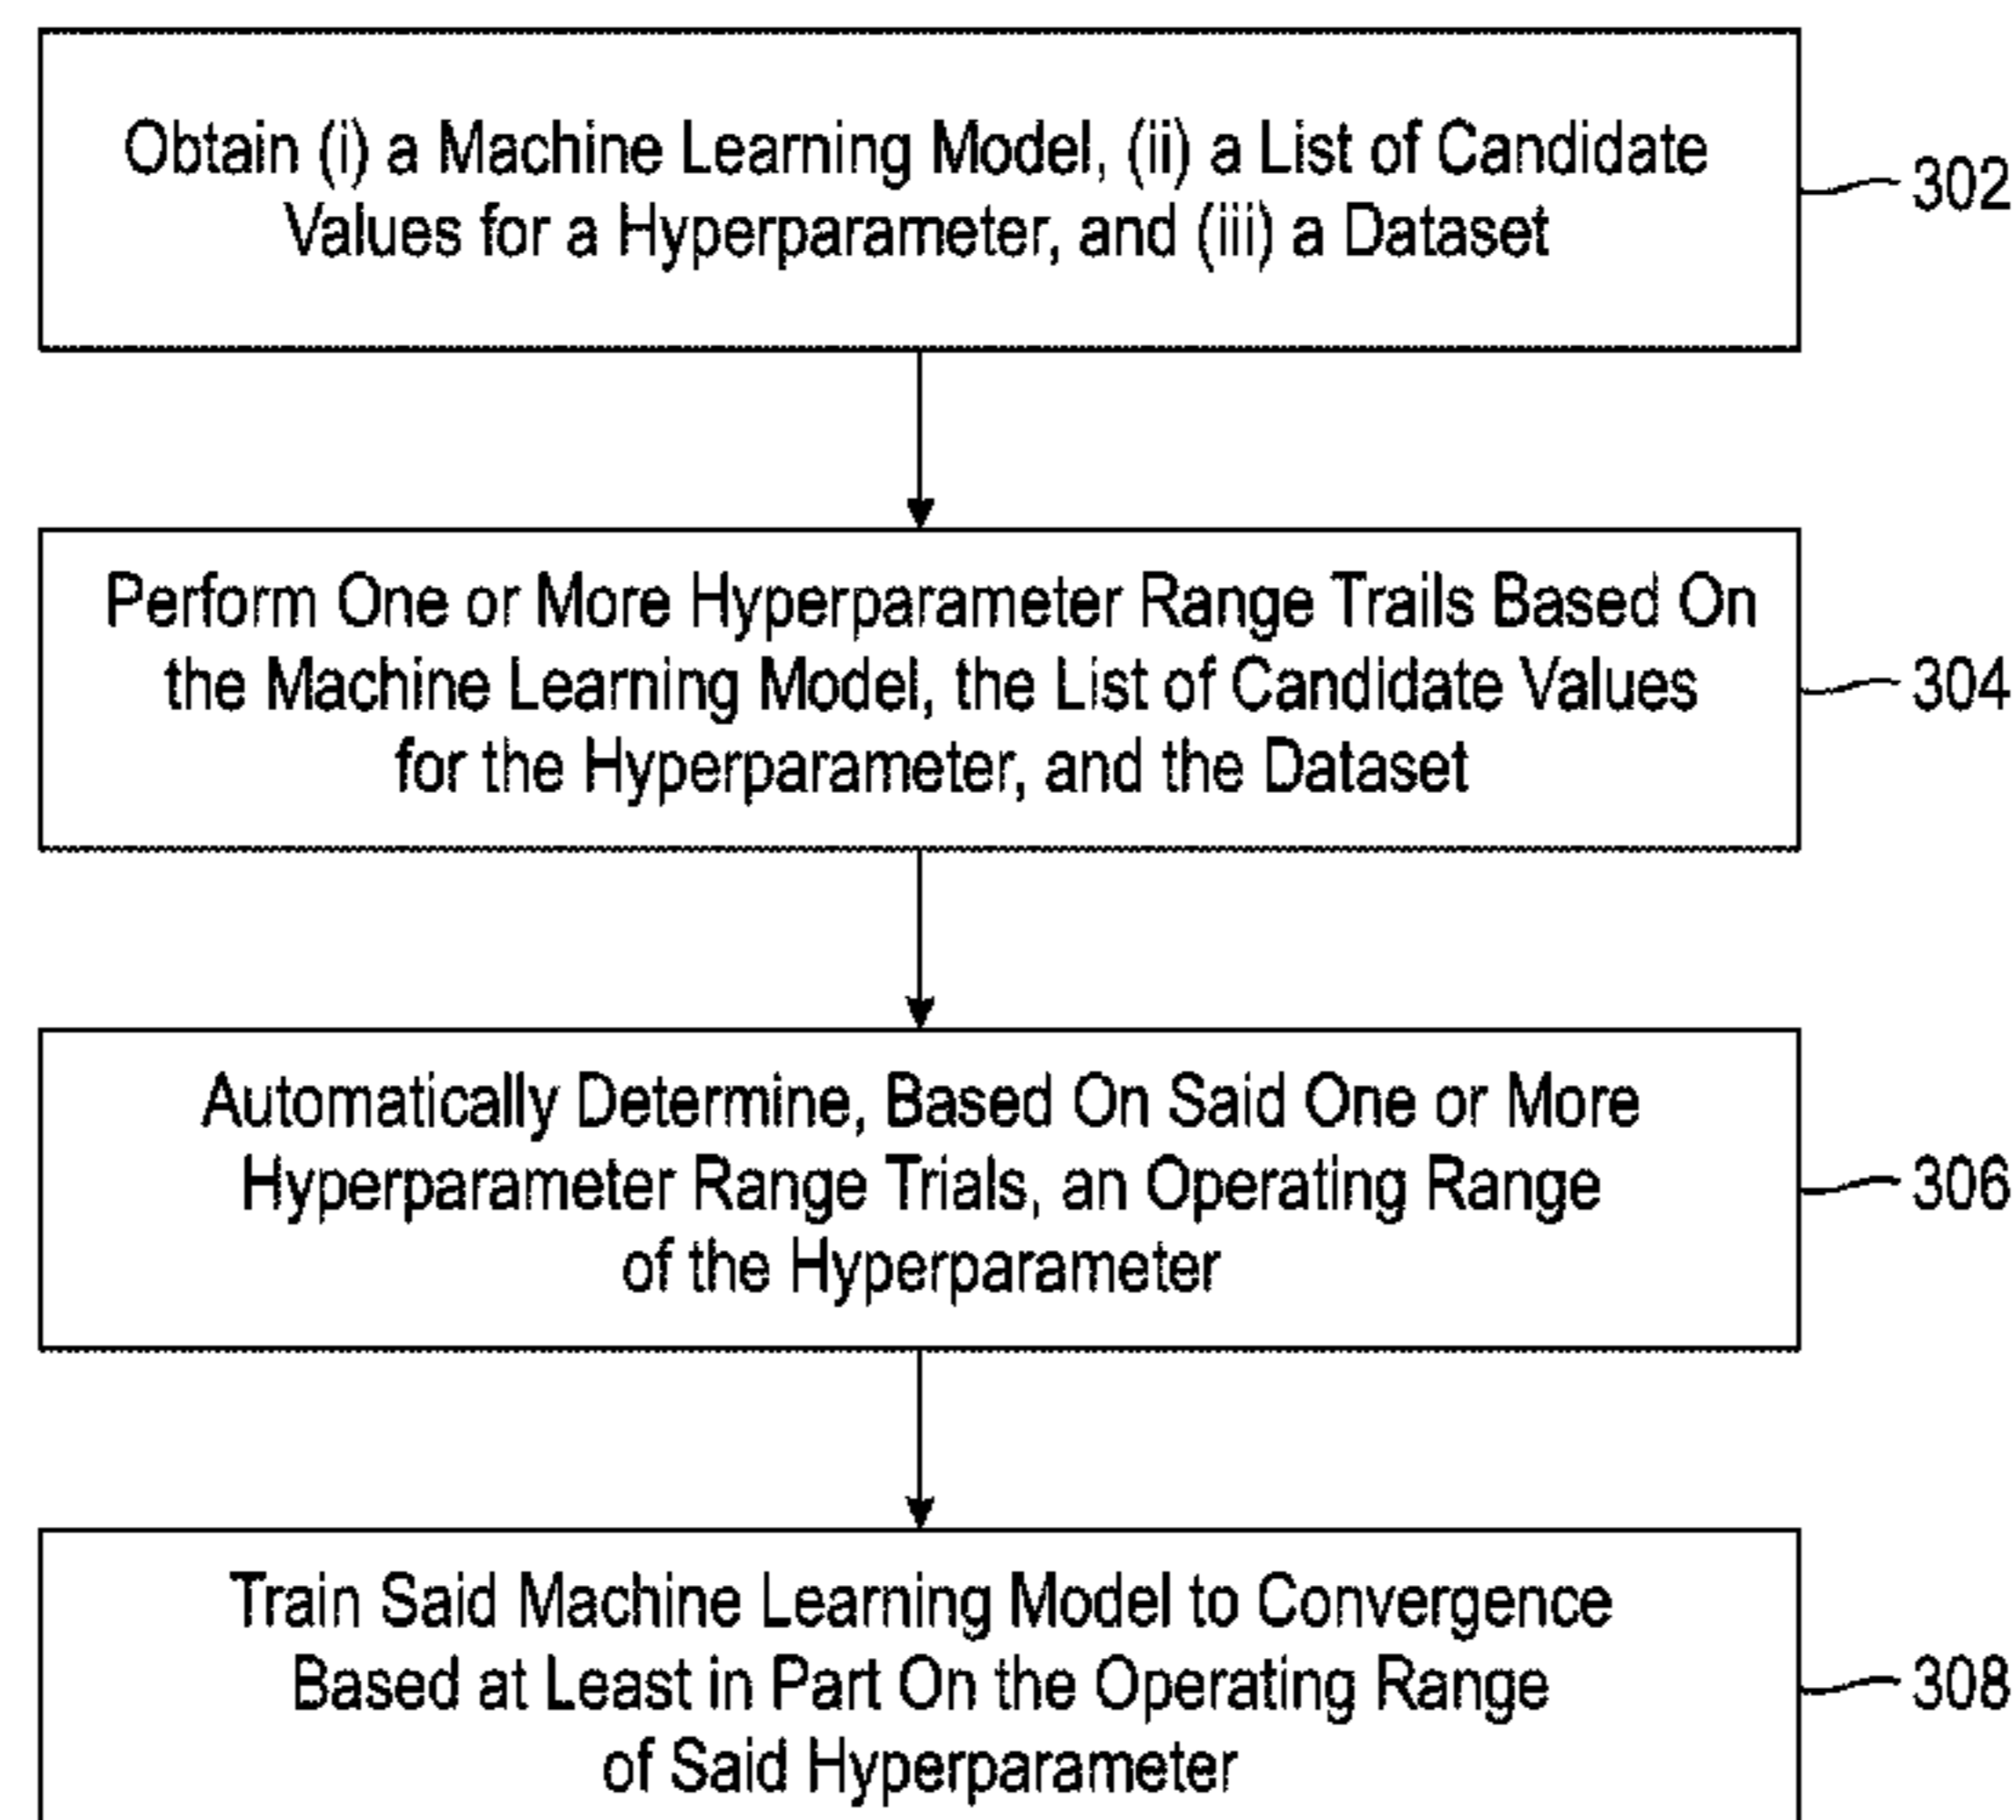 Obtain (i) a Machine Learning Model, (ii) a List of Candidate
Values for a Hyperparameter, and (iii) a Dataset
302
Perform One or More Hyperparameter Range Trails Based On
the Machine Learning Model, the List of Candidate Values
for the Hyperparameter, and the Dataset
304
Automatically Determine, Based On Said One or More
Hyperparameter Range Trials, an Operating Range
of the Hyperparameter
306
Train Said Machine Learning Model to Convergence
Based at Least in Part On the Operating Range
of Said Hyperparameter
308